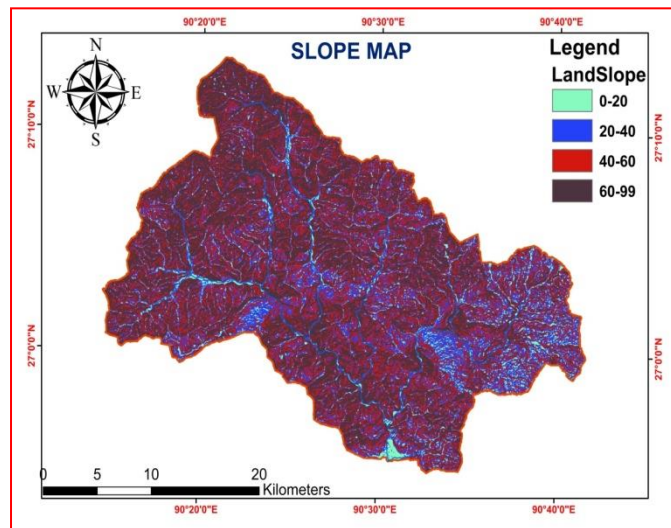 90°20'0"E
90°30'0"E
90°40'0"E
SLOPE MAP
N
W
E
S
Legend
LandSlope
0-20
20-40
40-60
60-99
27°10'0"N
27°10'0"N
27°0'0"N
27°0'0"N
0 5 10 20
Kilometers
90°20'0"E
90°30'0"E
90°40'0"E